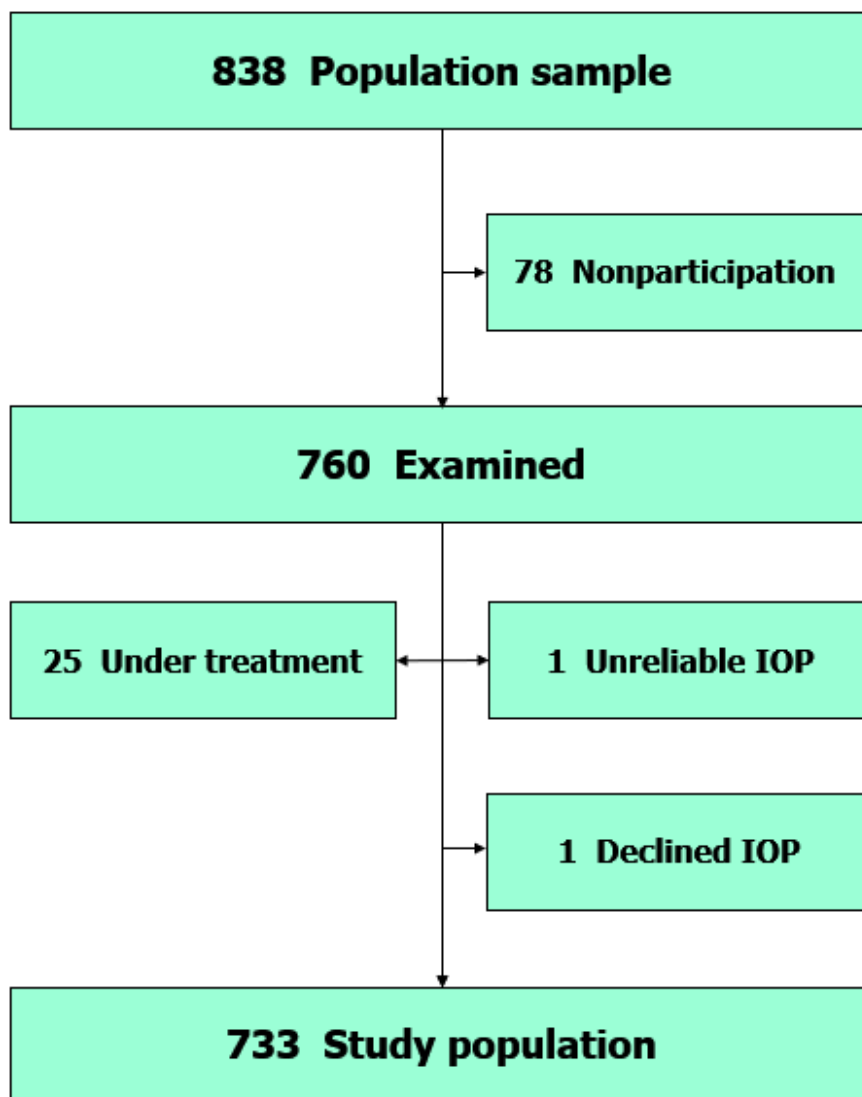 838 Population sample
78 Nonparticipation
760 Examined
25 Under treatment
1 Unreliable IOP
1 Declined IOP
733 Study population